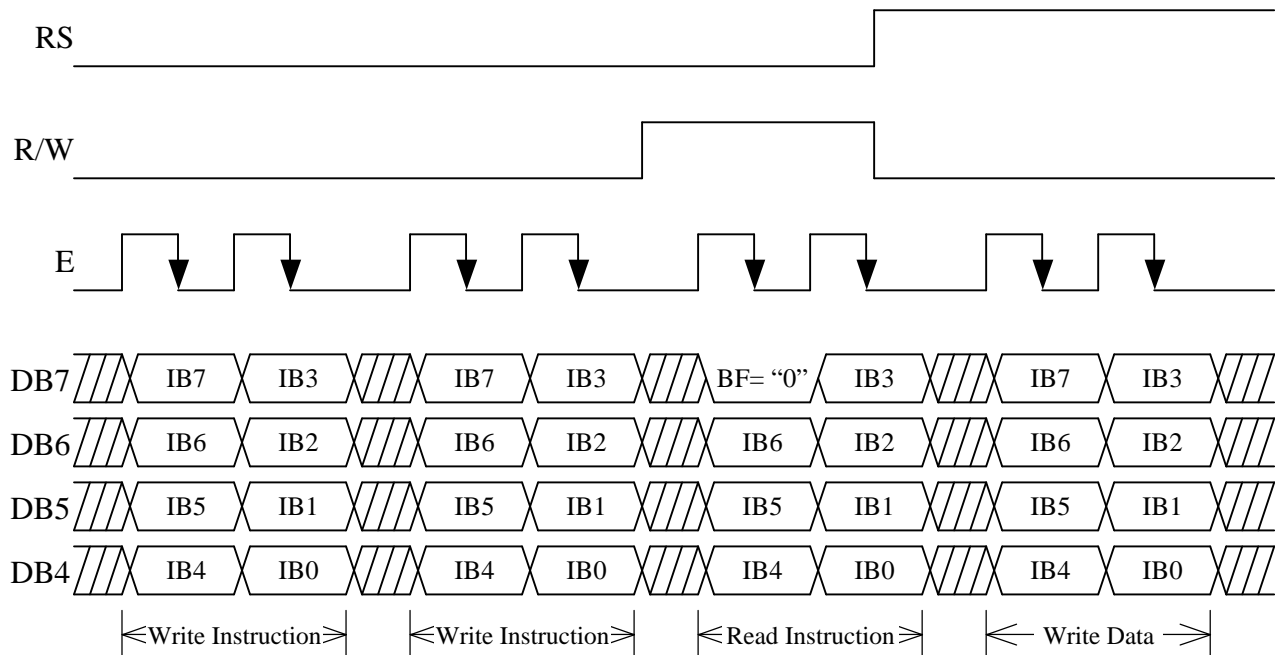 RS
R/W
E
DB7 IB7 IB3 IB7 IB3 BF= “0” IB3 IB7 IB3
DB6 IB6 IB2 IB6 IB2 IB6 IB2 IB6 IB2
DB5 IB5 IB1 IB5 IB1 IB5 IB1 IB5 IB1
DB4 IB4 IB0 IB4 IB0 IB4 IB0 IB4 IB0
Write Instruction Write Instruction Read Instruction Write Data